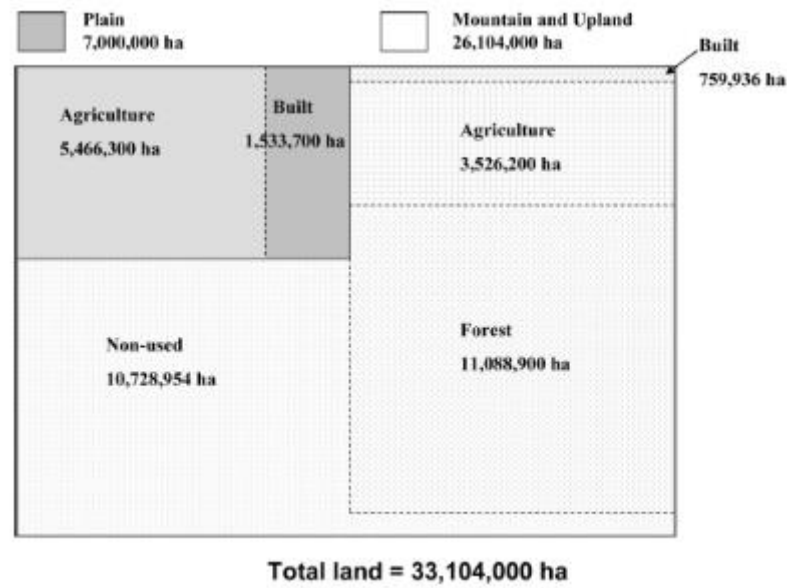 Plain
7,000,000 ha
Mountain and Upland
26,104,000 ha
Built
759,936 ha
Agriculture
5,466,300 ha
Built
1,533,700 ha
Agriculture
3,526,200 ha
Non-used
10,728,954 ha
Forest
11,088,900 ha
Total land = 33,104,000 ha